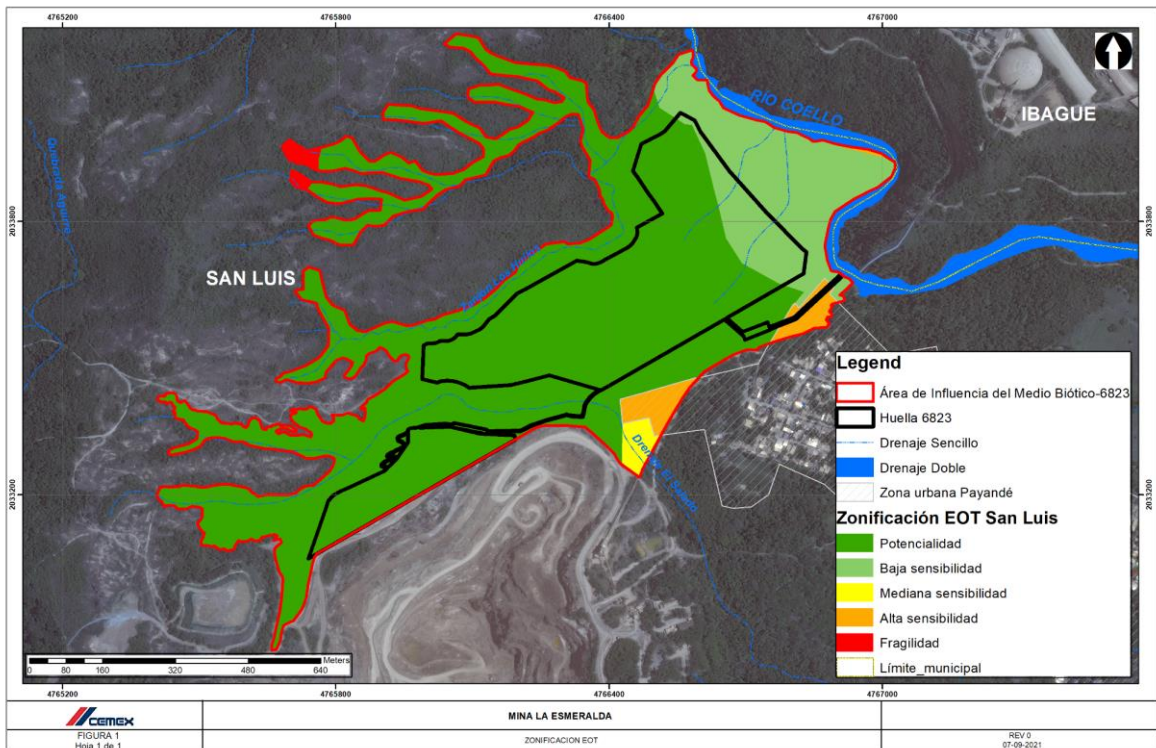 4765200 4765800 4766400 4767000
RÍO COELLO
IBAGUE
Quebrada Aguirre
2033800 2033800
SAN LUIS
Legend
Área de Influencia del Medio Biótico-6823
Huella 6823
Drenaje Sencillo
Drenaje Doble
Zona urbana Payandé
Zonificación EOT San Luis
Potencialidad
Baja sensibilidad
Mediana sensibilidad
Alta sensibilidad
Fragilidad
Límite_municipal
2033200 2033200
Meters
0 80 160 320 480 640
4765200 4765800 4766400 4767000
CEMEX
MINA LA ESMERALDA
FIGURA 1
Hoja 1 de 1
ZONIFICACION EOT
REV 0
07-09-2021